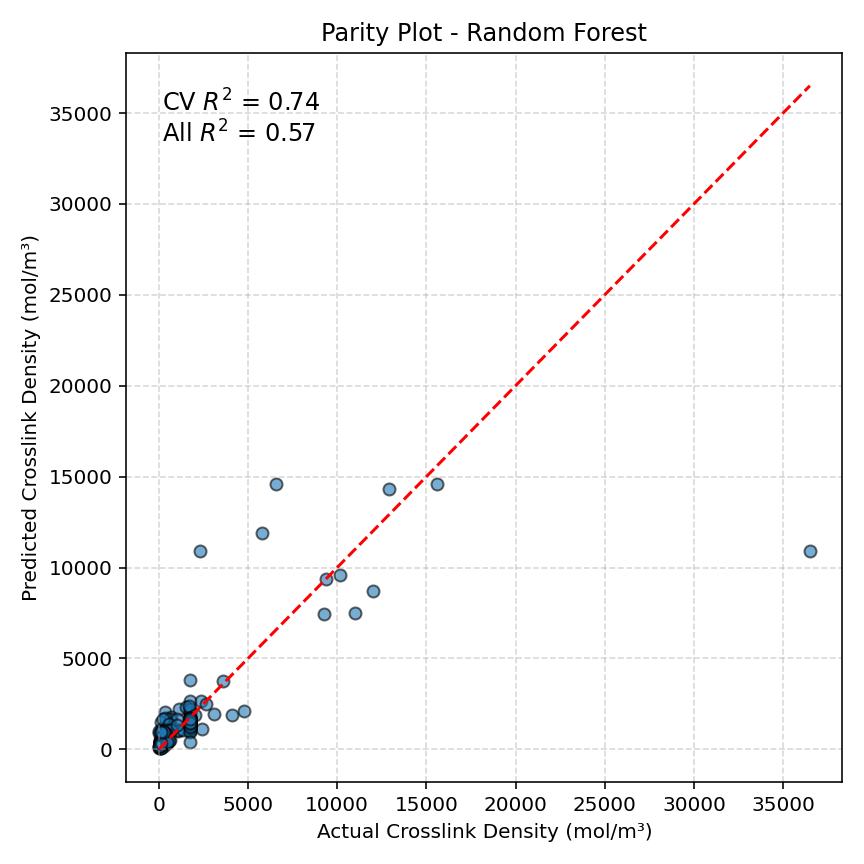 Parity Plot - Random Forest
CV R² = 0.74
All R² = 0.57
35000
30000
25000
20000
15000
10000
5000
0
Predicted Crosslink Density (mol/m³)
0 5000 10000 15000 20000 25000 30000 35000
Actual Crosslink Density (mol/m³)